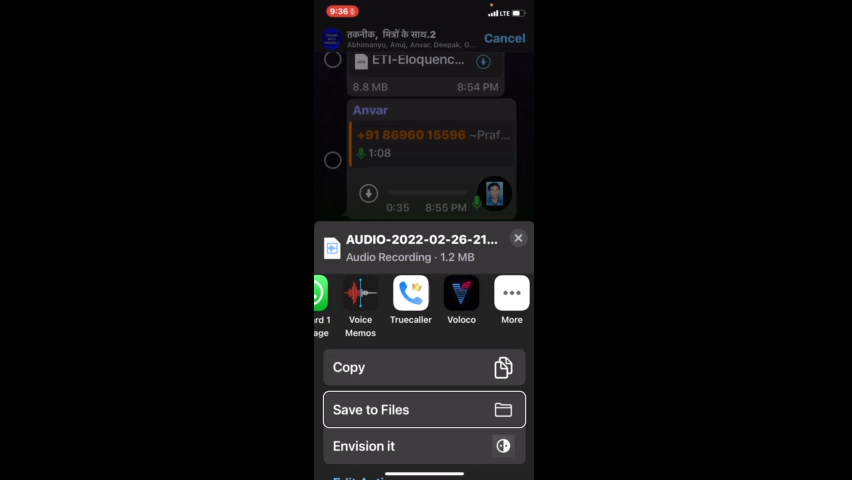 9:36
LTE
तकनीक, मित्रों के साथ.2
Cancel
Abhimanyu, Anuj, Anvar, Deepak, G...
ETI-Eloquenc...
8.8 MB
8:54 PM
Anvar
+91 86960 15596 ~Praf...
1:08
0:35
8:55 PM
AUDIO-2022-02-26-21...
Audio Recording · 1.2 MB
rd 1
age
Voice
Memos
Truecaller
Voloco
More
Copy
Save to Files
Envision it